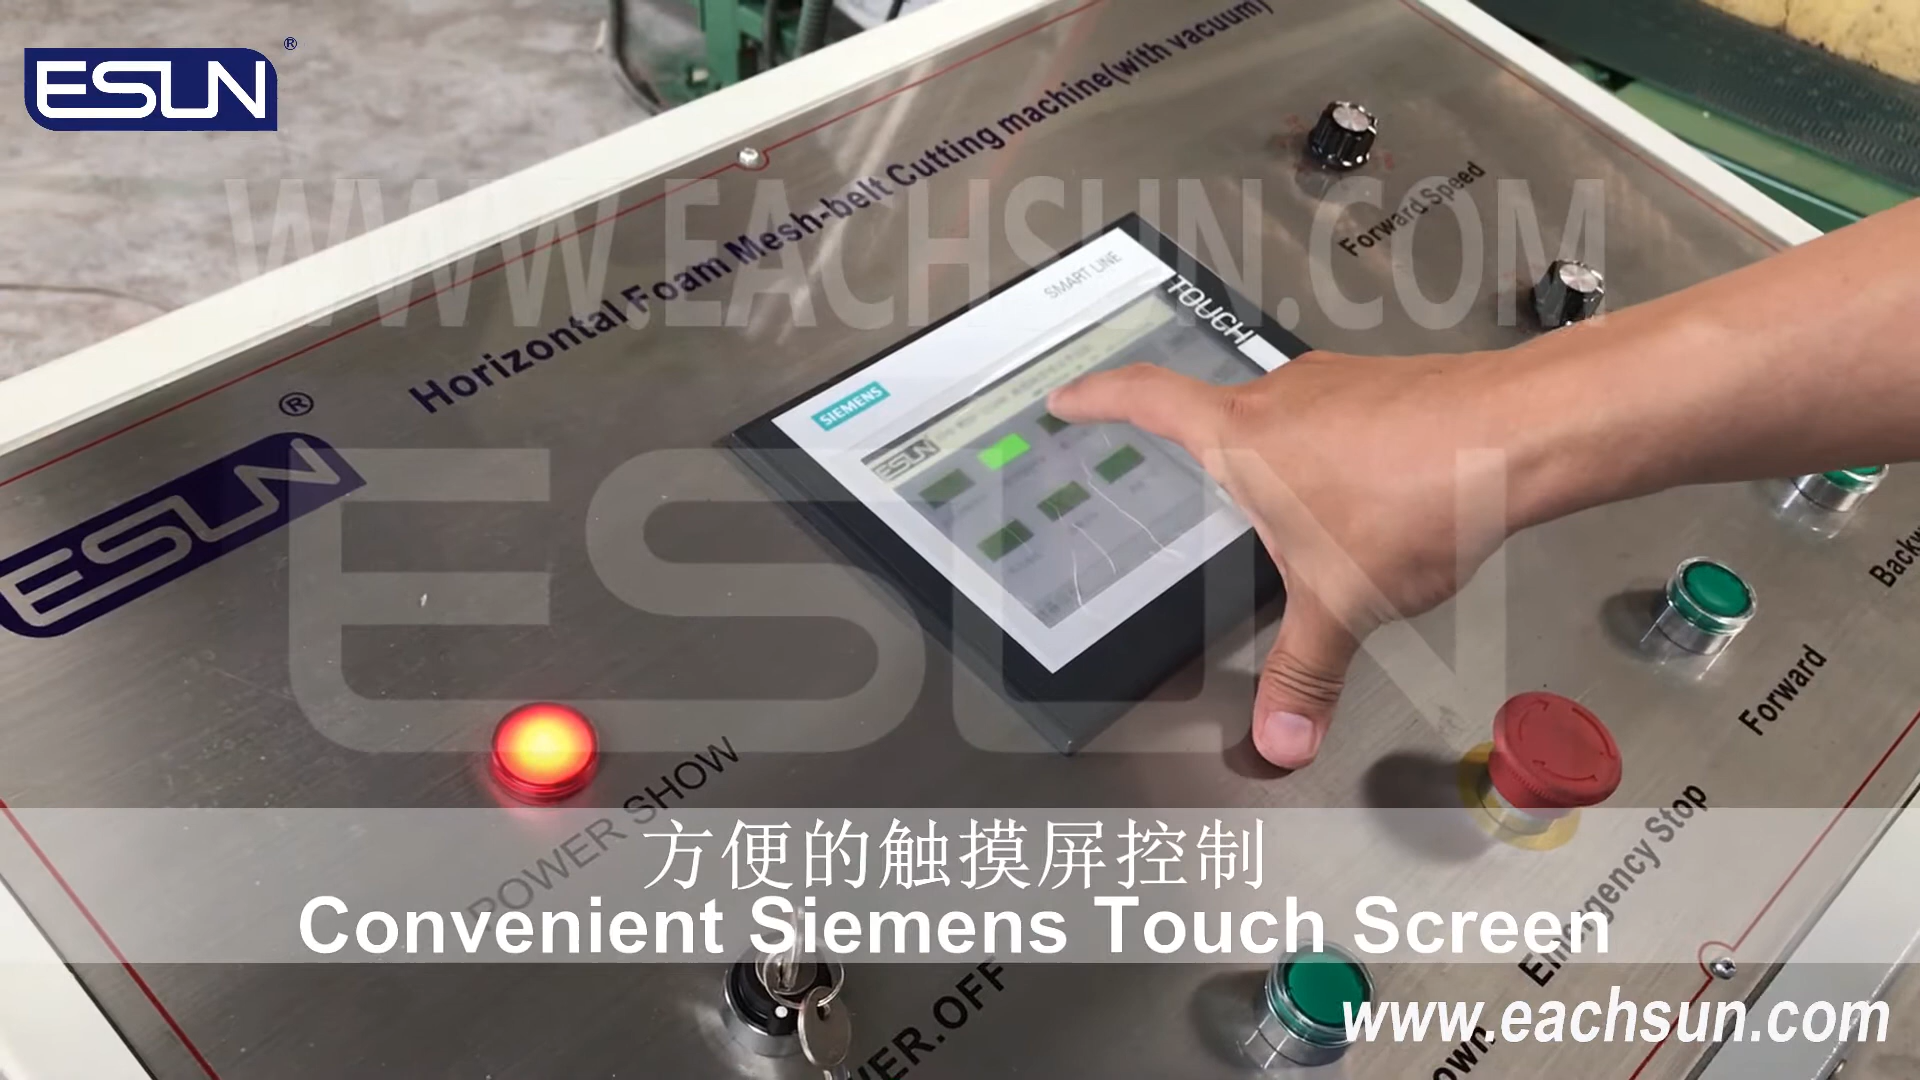 ESUN ®
Horizontal Foam Mesh-belt Cutting machine(with vacuum)
Forward Speed
WWW.EACHSUN.COM
SMART LINE
TOUCH
SIEMENS
ESUN
®
ESUN
ESUN
Forward
POWER SHOW
Emergency Stop
方便的触摸屏控制
Convenient Siemens Touch Screen
www.eachsun.com